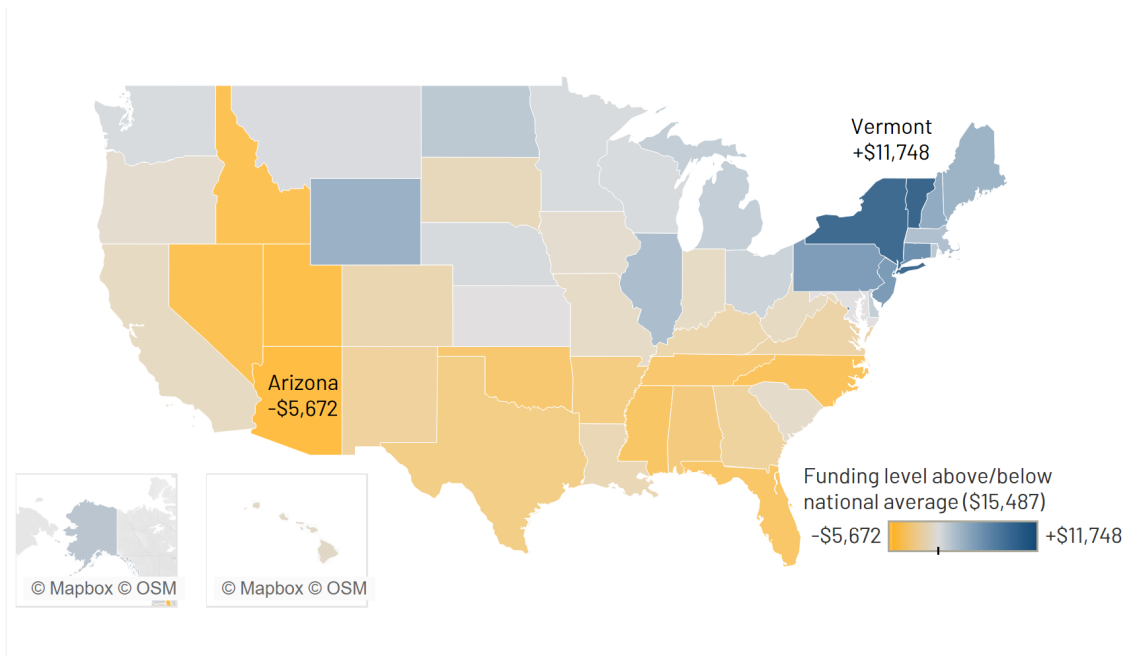 Vermont
+$11,748
Arizona
-$5,672
Funding level above/below
national average ($15,487)
-$5,672
+$11,748
© Mapbox © OSM
© Mapbox © OSM